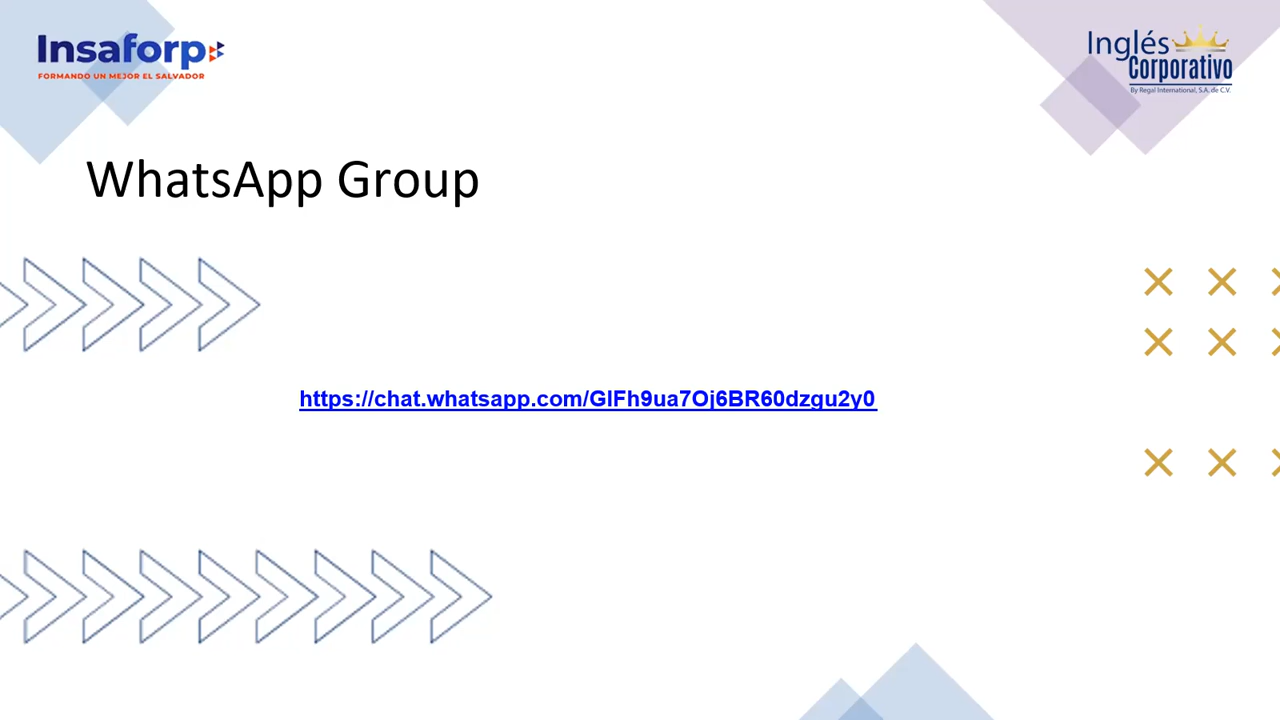 Insaforp
FORMANDO UN MEJOR EL SALVADOR
Inglés
Corporativo
By Regal International, S.A. de C.V.
WhatsApp Group
https://chat.whatsapp.com/GlFh9ua7Oj6BR60dzgu2y0